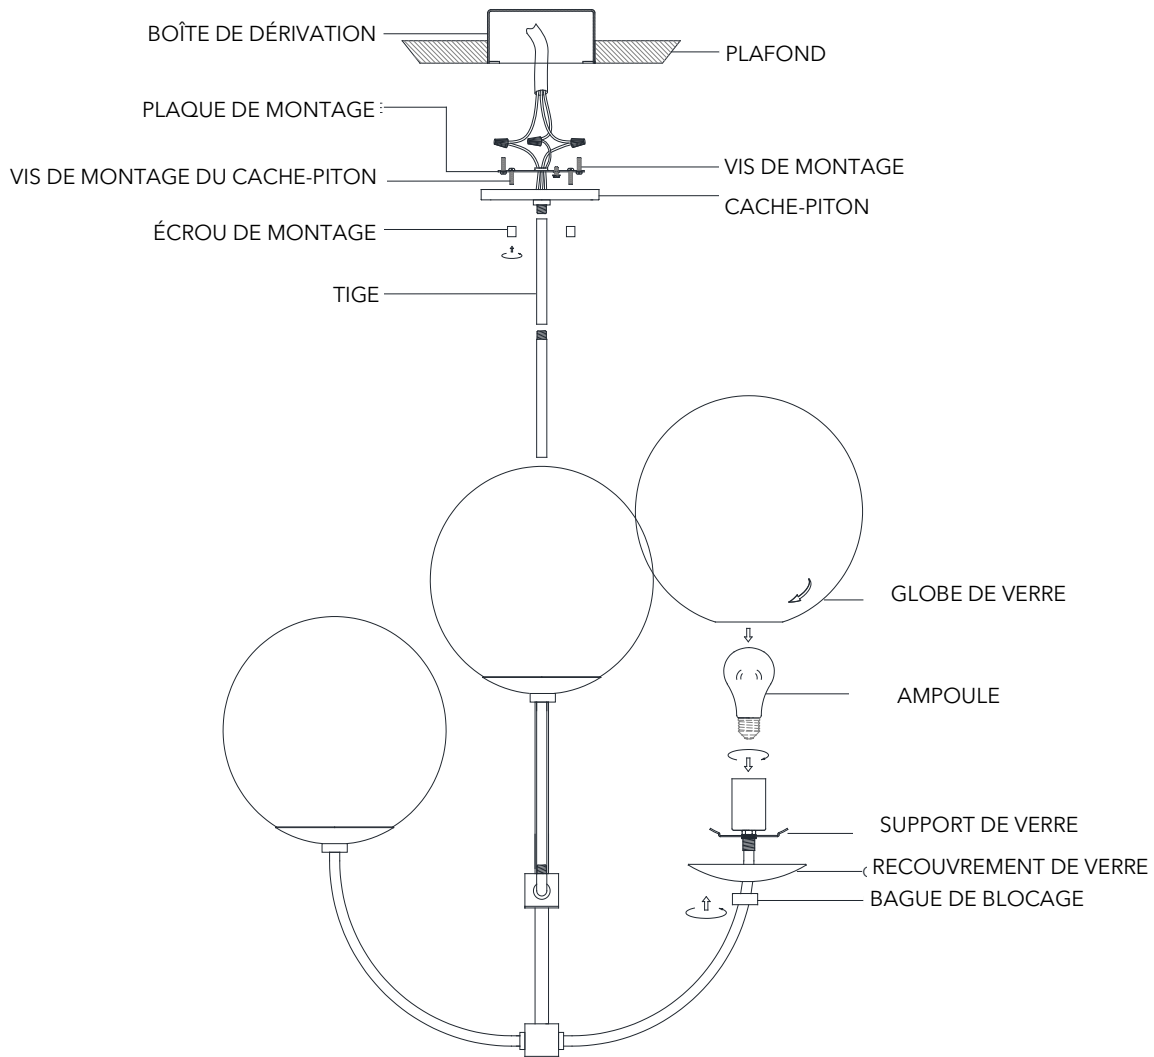 BOÎTE DE DÉRIVATION
PLAFOND
PLAQUE DE MONTAGE
VIS DE MONTAGE
VIS DE MONTAGE DU CACHE-PITON
CACHE-PITON
ÉCROU DE MONTAGE
TIGE
GLOBE DE VERRE
AMPOULE
SUPPORT DE VERRE
RECOUVREMENT DE VERRE
BAGUE DE BLOCAGE